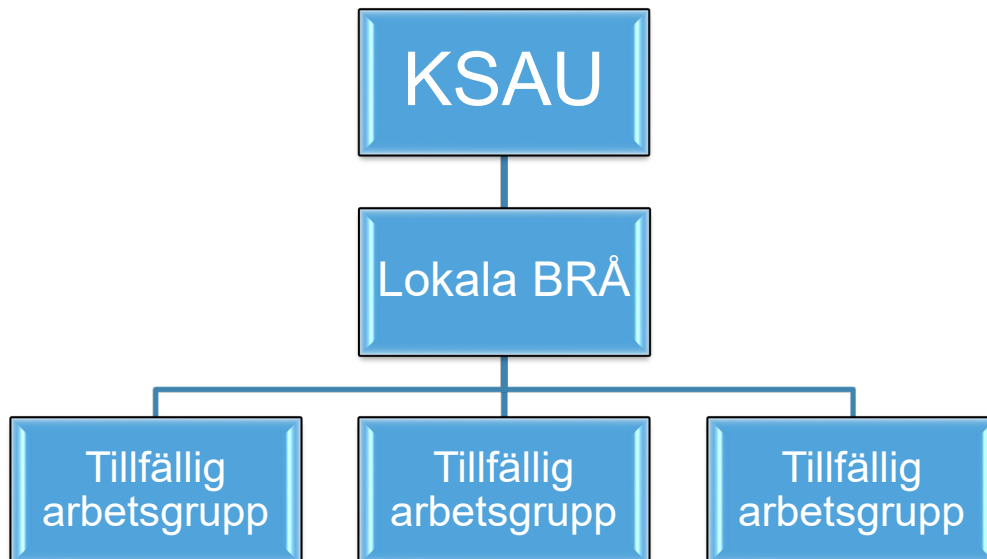 KSAU
Lokala BRÅ
Tillfällig
arbetsgrupp
Tillfällig
arbetsgrupp
Tillfällig
arbetsgrupp